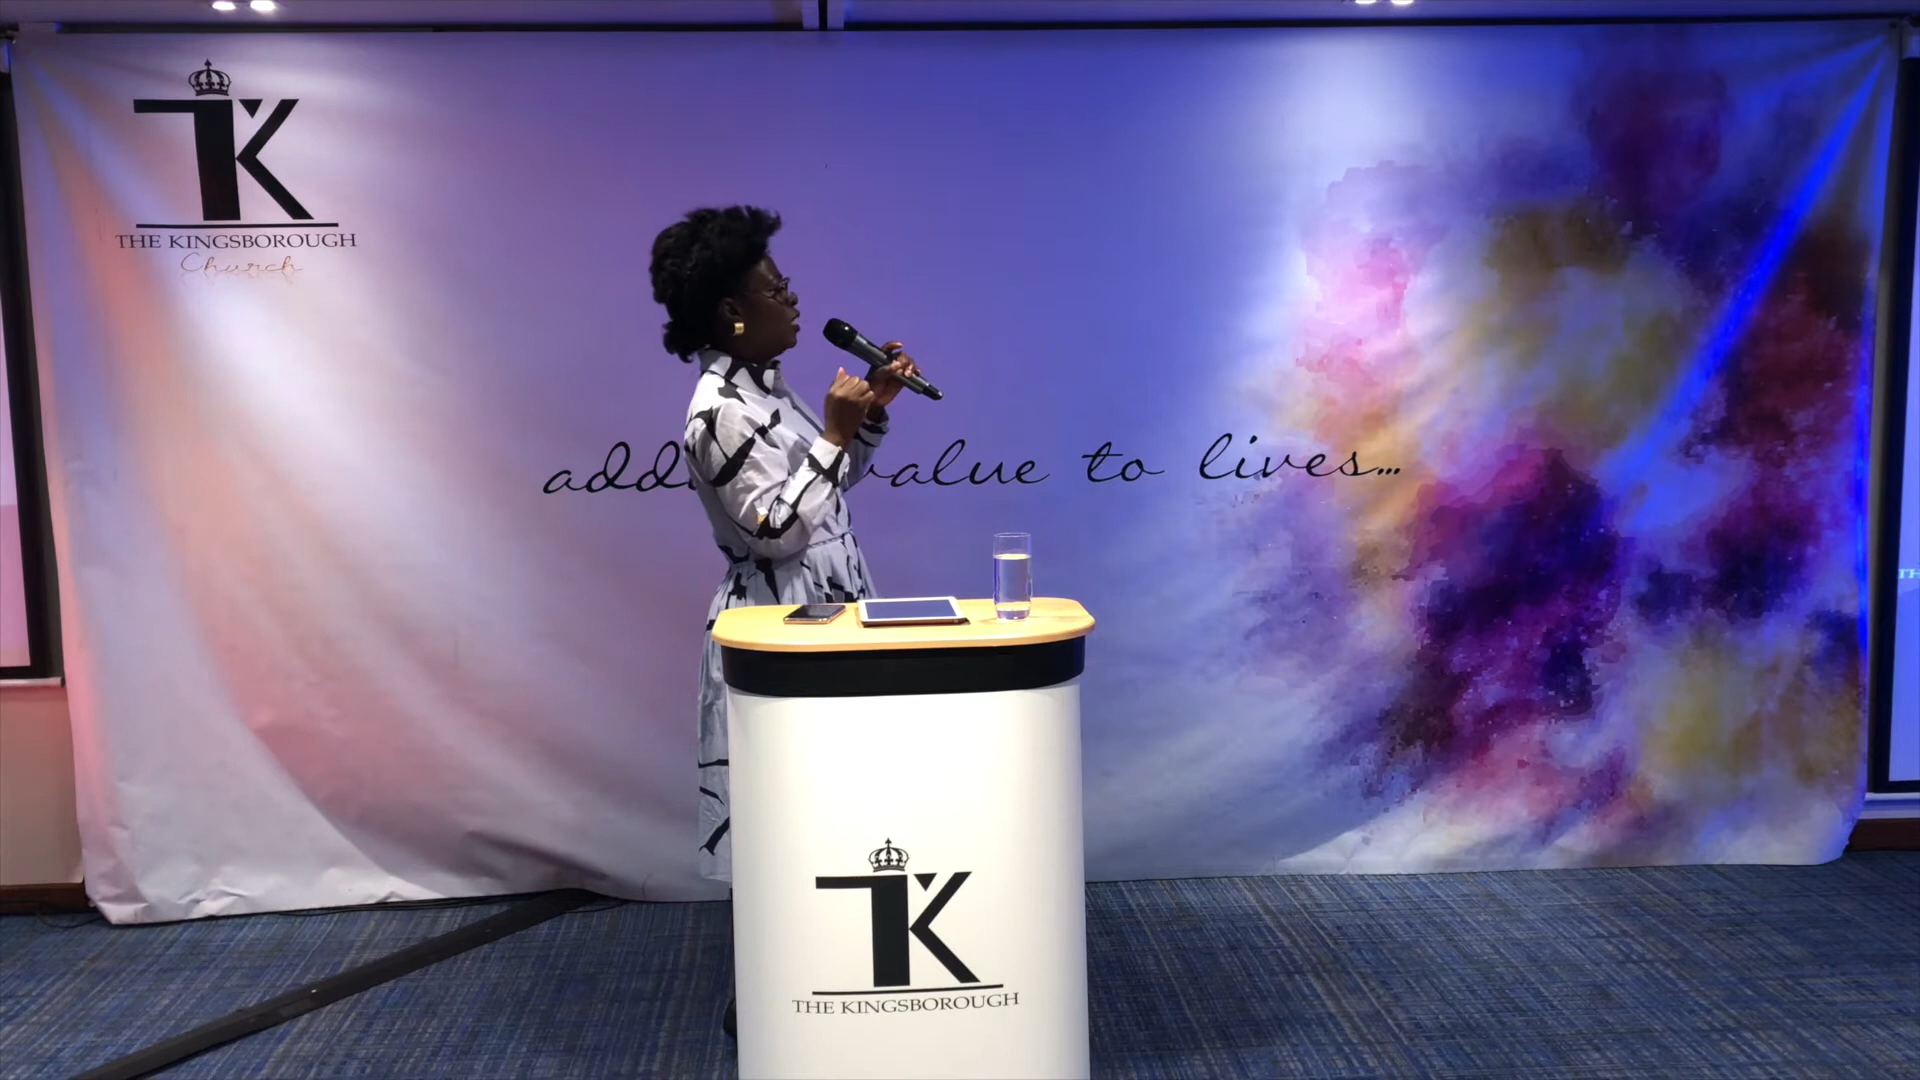 TK
THE KINGSBOROUGH
Church
value to lives...
TK
THE KINGSBOROUGH